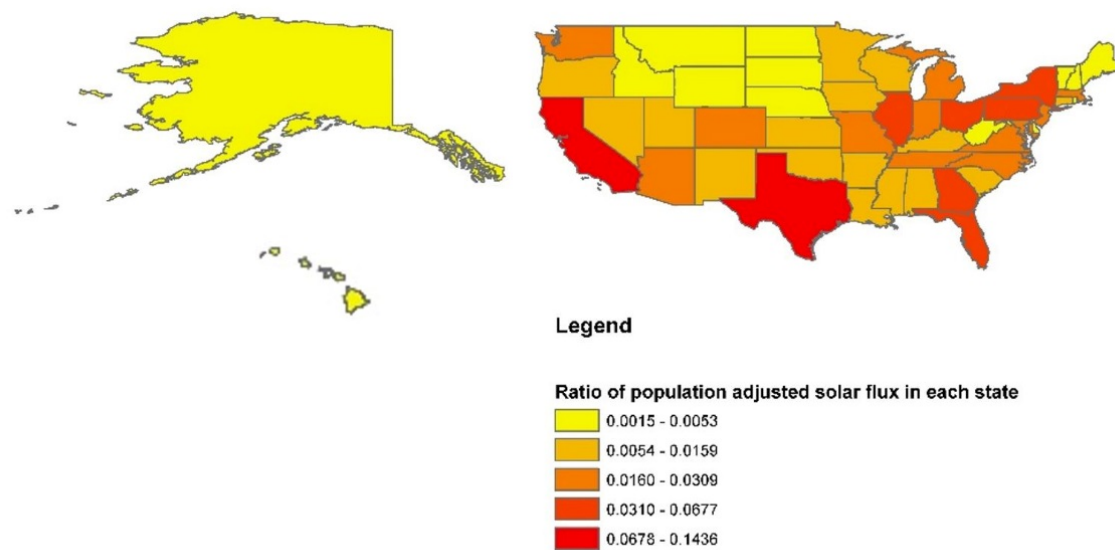 Legend
Ratio of population adjusted solar flux in each state
0.0015 - 0.0053
0.0054 - 0.0159
0.0160 - 0.0309
0.0310 - 0.0677
0.0678 - 0.1436